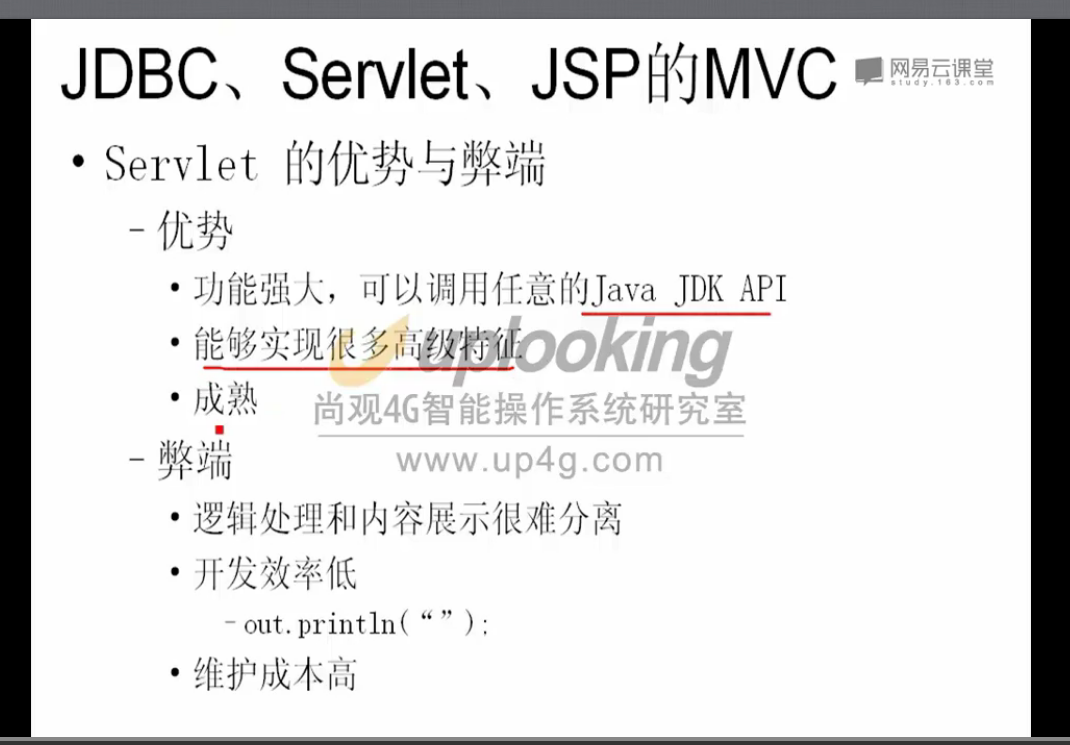 JDBC、Servlet、JSP的MVC
网易云课堂
study.163.com
• Servlet 的优势与弊端
– 优势
• 功能强大，可以调用任意的Java JDK API
• 能够实现很多高级特征
uplooking
• 成熟
尚观4G智能操作系统研究室
– 弊端
www.up4g.com
• 逻辑处理和内容展示很难分离
• 开发效率低
– out.println(“”);
• 维护成本高